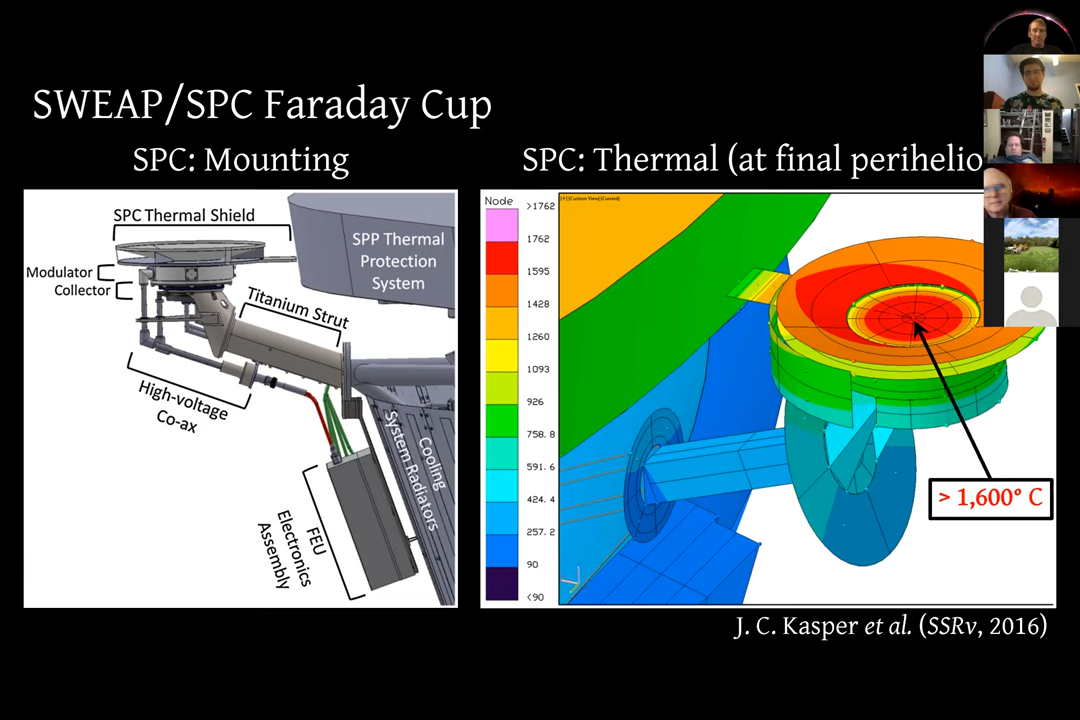 SWEAP/SPC Faraday Cup
SPC: Mounting
SPC: Thermal (at final perihelio
SPC Thermal Shield
SPP Thermal
Protection
System
Modulator
Collector
Titanium Strut
High-voltage
Co-ax
Cooling
System Radiators
FEU
Electronics
Assembly
Node
>1762
1762
1595
1428
1260
1093
926
758.8
591.6
424.4
257.2
90
<90
[+] [Custom View] [Current]
> 1,600° C
J. C. Kasper et al. (SSRv, 2016)